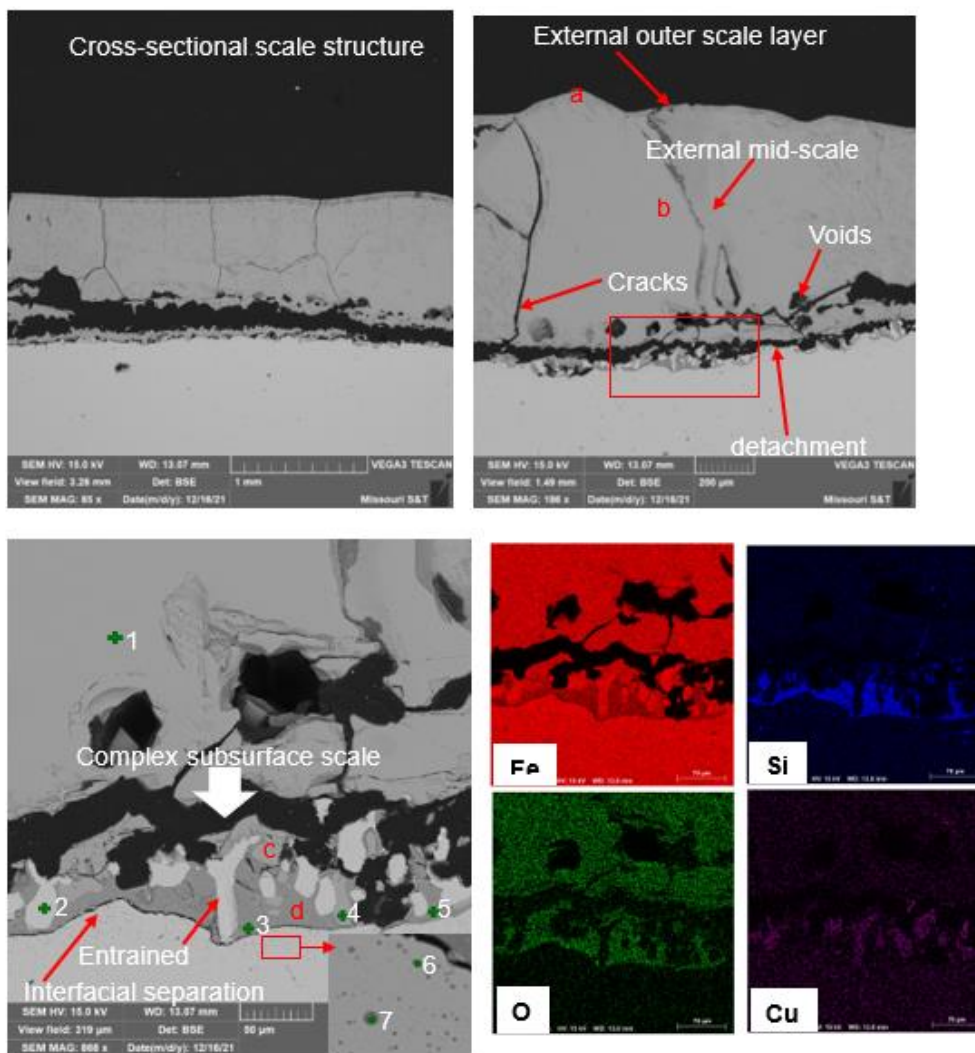 Cross-sectional scale structure
SEM HV: 15.0 kV WD: 13.07 mm VEGA3 TESCAN
View field: 3.26 mm Det: BSE 1 mm
SEM MAG: 85 x Date(m/d/y): 12/16/21 Missouri S&T
External outer scale layer
a
External mid-scale
b
Voids
Cracks
detachment
SEM HV: 15.0 kV WD: 13.07 mm VEGA3 TESCAN
View field: 1.49 mm Det: BSE 200 µm
SEM MAG: 186 x Date(m/d/y): 12/16/21 Missouri S&T
1
Complex subsurface scale
c
2 3 d 4 5
Entrained
Interfacial separation
6
7
SEM HV: 15.0 kV WD: 13.07 mm
View field: 319 µm Det: BSE 50 µm
SEM MAG: 868 x Date(m/d/y): 12/16/21
Fe
Si
O
Cu